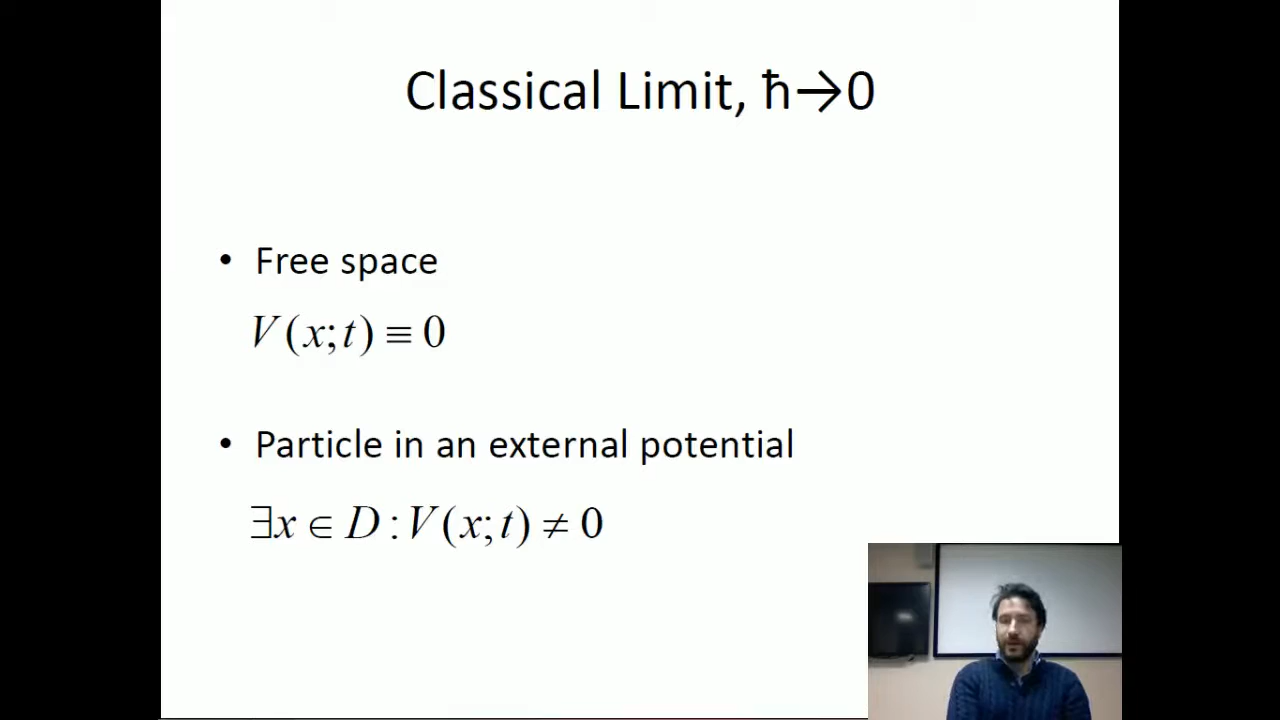 Classical Limit, ħ→0
• Free space
V(x;t) ≡ 0
• Particle in an external potential
∃x ∈ D : V(x;t) ≠ 0